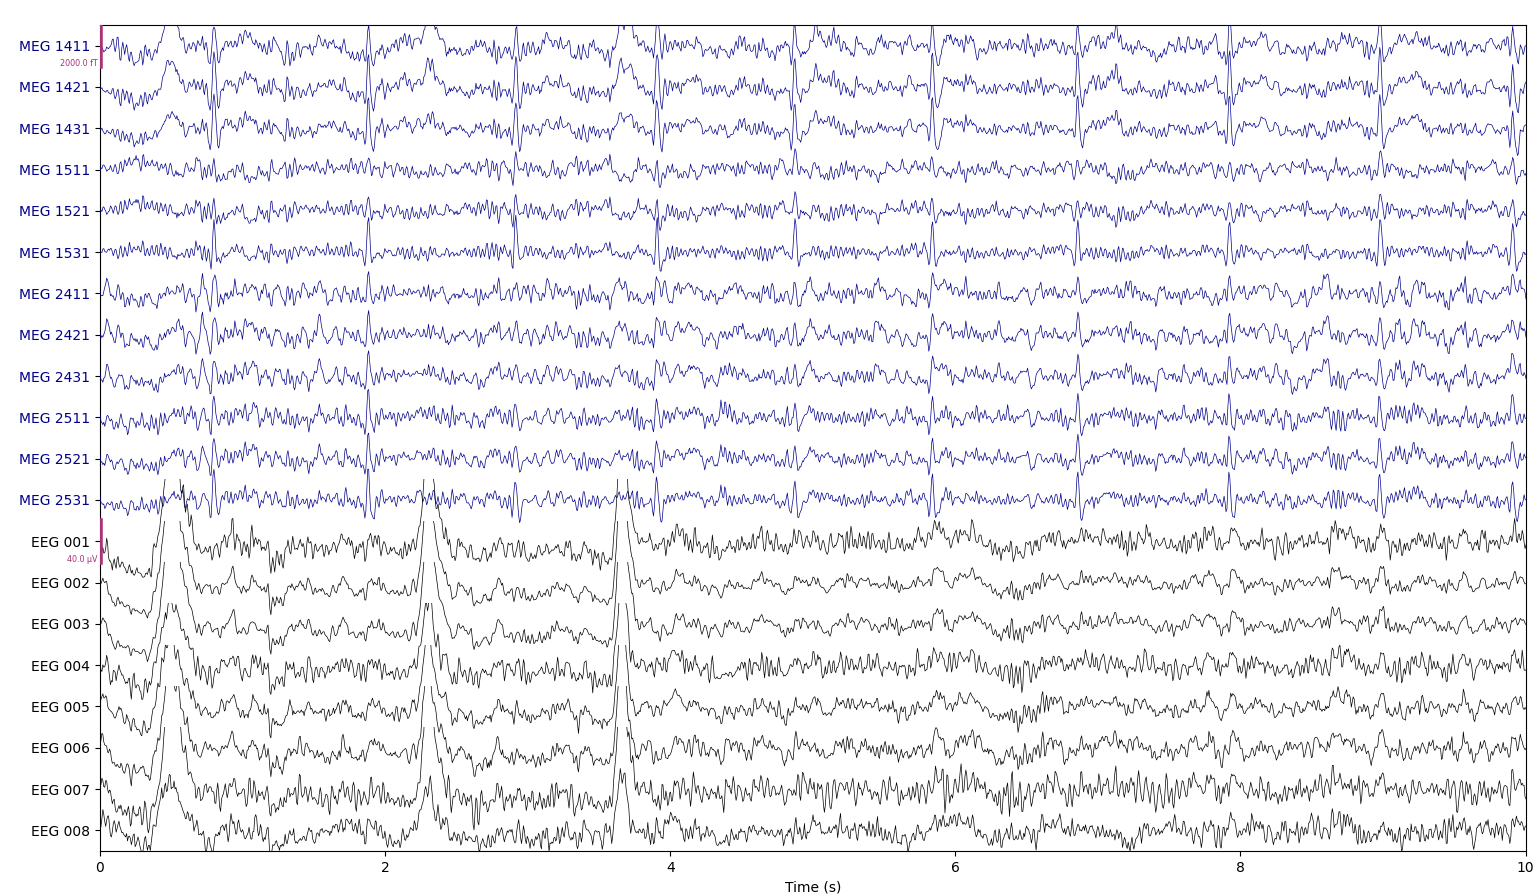 MEG 1411
2000.0 fT
MEG 1421
MEG 1431
MEG 1511
MEG 1521
MEG 1531
MEG 2411
MEG 2421
MEG 2431
MEG 2511
MEG 2521
MEG 2531
EEG 001
40.0 µV
EEG 002
EEG 003
EEG 004
EEG 005
EEG 006
EEG 007
EEG 008
0 2 4 6 8 10
Time (s)